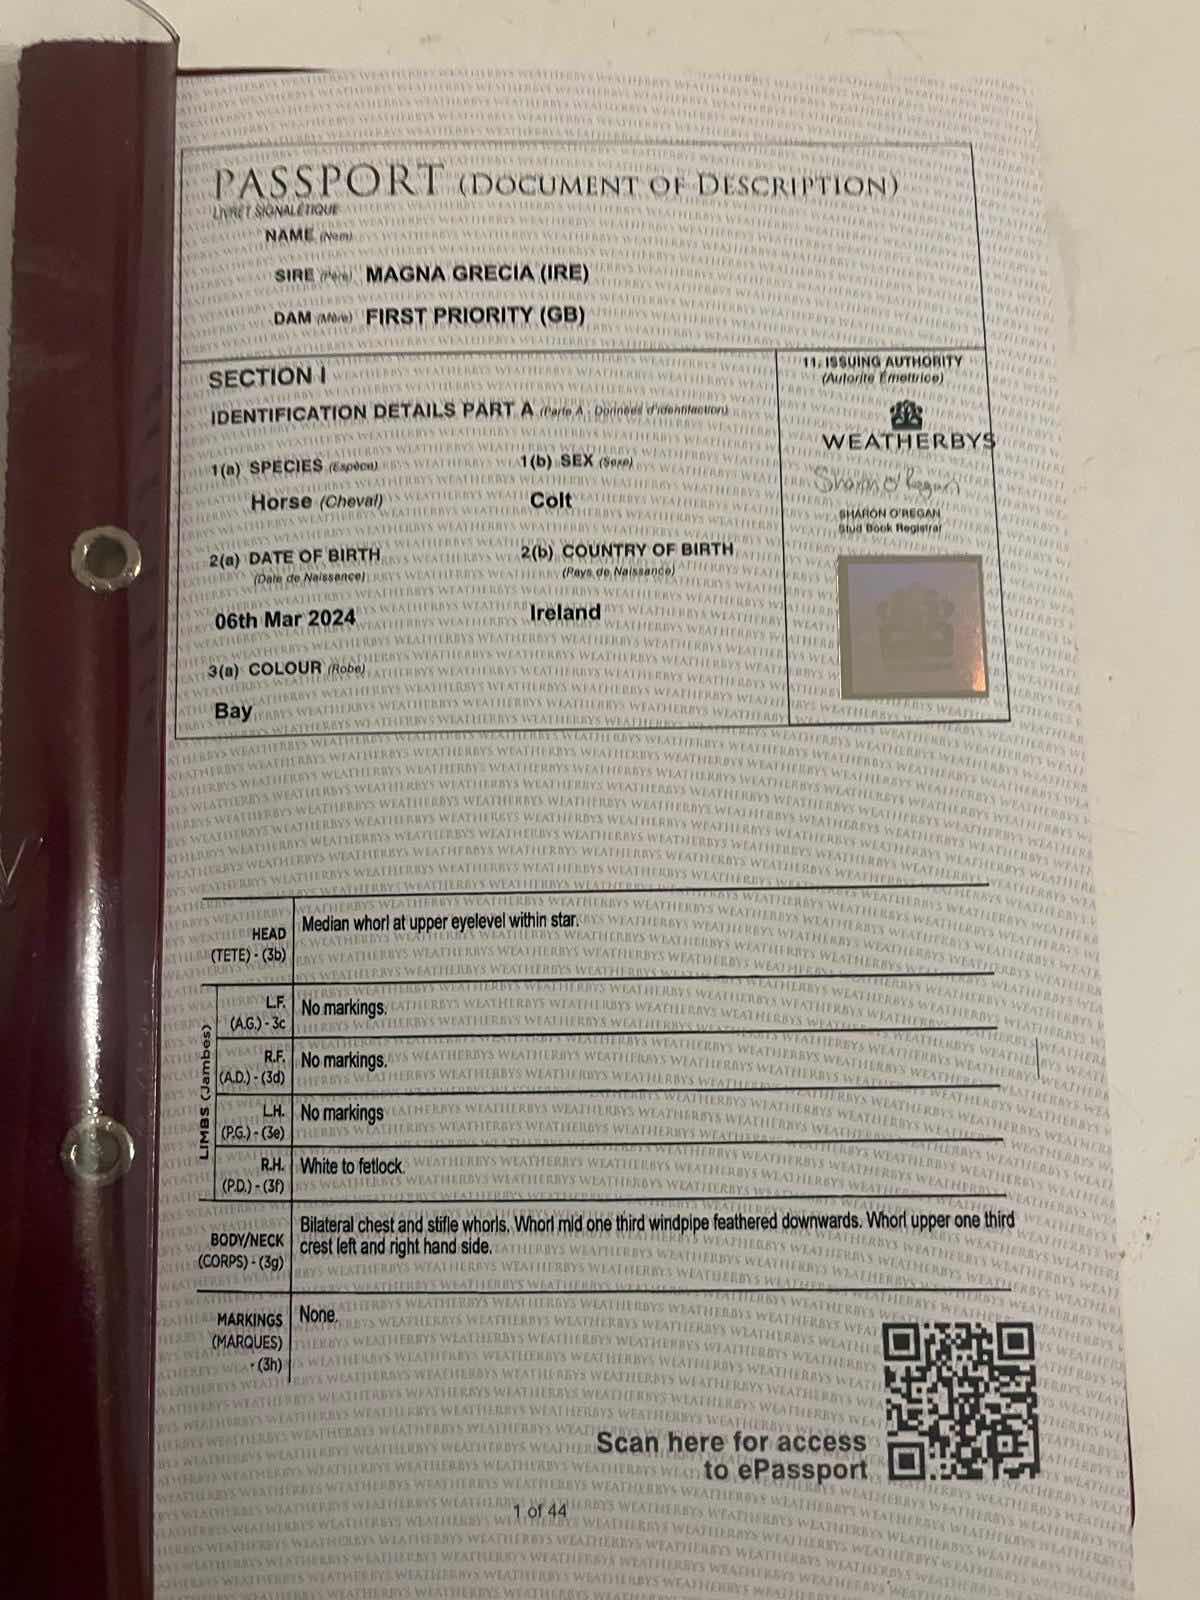 PASSPORT (DOCUMENT OF DESCRIPTION)
LIVRET SIGNALÉTIQUE
NAME (Nom)
SIRE (Père) MAGNA GRECIA (IRE)
DAM (Mère) FIRST PRIORITY (GB)
SECTION I
IDENTIFICATION DETAILS PART A (Partie A - Données d'identification)
1(a) SPECIES (Espèce)
1(b) SEX (Sexe)
Horse (Cheval)
Colt
2(a) DATE OF BIRTH
(Date de Naissance)
2(b) COUNTRY OF BIRTH
(Pays de Naissance)
06th Mar 2024
Ireland
3(a) COLOUR (Robe)
Bay
11. ISSUING AUTHORITY
(Autorité Émettrice)
WEATHERBYS
Sharon O'Regan
SHARON O'REGAN
Stud Book Registrar
HEAD
(TETE) - (3b)
Median whorl at upper eyelevel within star.
LIMBS (Jambes)
L.F.
(A.G.) - 3c
No markings.
R.F.
(A.D.) - (3d)
No markings.
L.H.
(P.G.) - (3e)
No markings
R.H.
(P.D.) - (3f)
White to fetlock.
BODY/NECK
(CORPS) - (3g)
Bilateral chest and stifle whorls. Whorl mid one third windpipe feathered downwards. Whorl upper one third
crest left and right hand side.
MARKINGS
(MARQUES)
- (3h)
None.
Scan here for access
to ePassport
1 of 44